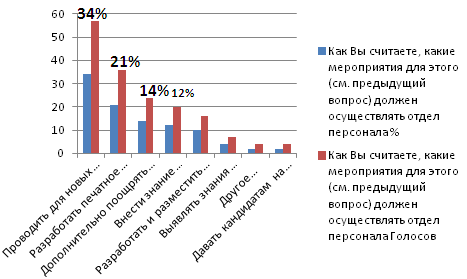 60
50
40
30
20
10
0
34%
21%
14%
12%
Проводить для новых...
Разработать печатное...
Дополнительно поощрять...
Внести знание...
Разработать и разместить...
Выявлять знания...
Другое...
Давать кандидатам на...
Как Вы считаете, какие
мероприятия для этого
(см. предыдущий
вопрос) должен
осуществлять отдел
персонала %
Как Вы считаете, какие
мероприятия для этого
(см. предыдущий
вопрос) должен
осуществлять отдел
персонала Голосов